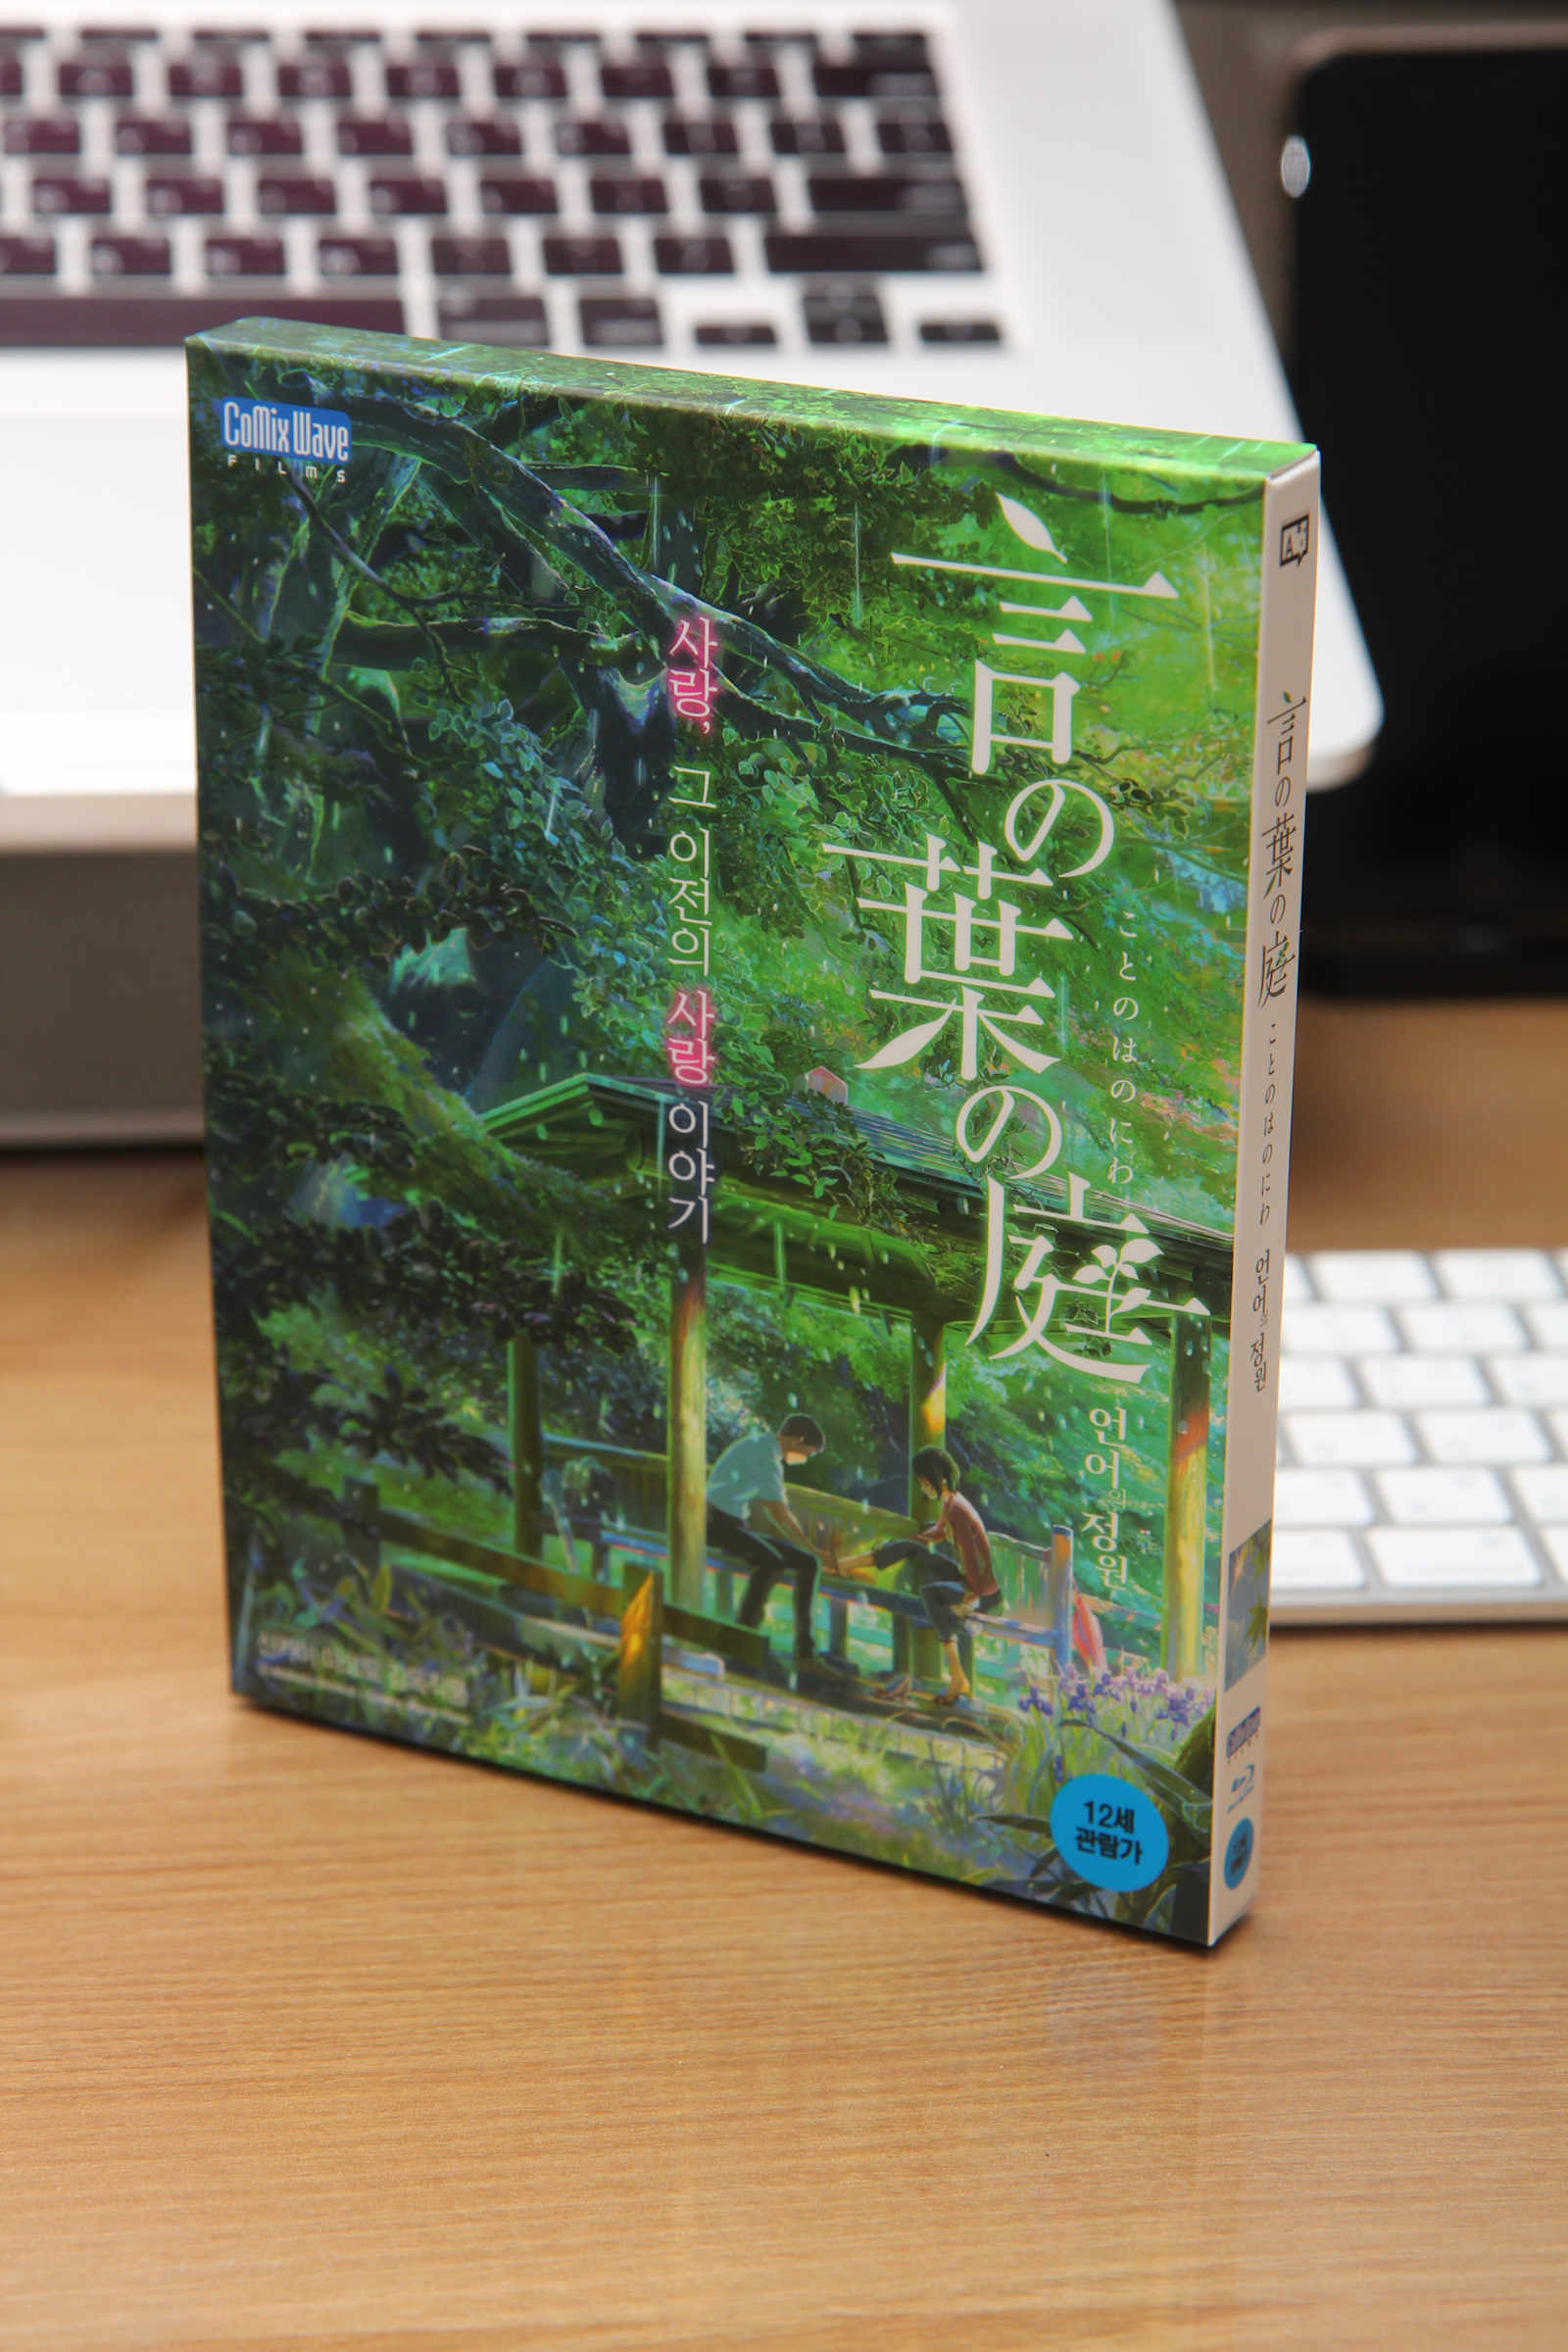 CoMix Wave
FILMS
言の葉の庭
ことのはのにわ
언어의 정원
사랑, 그 이전의 사랑 이야기
12세
관람가
言の葉の庭 ことのはのにわ 언어의 정원